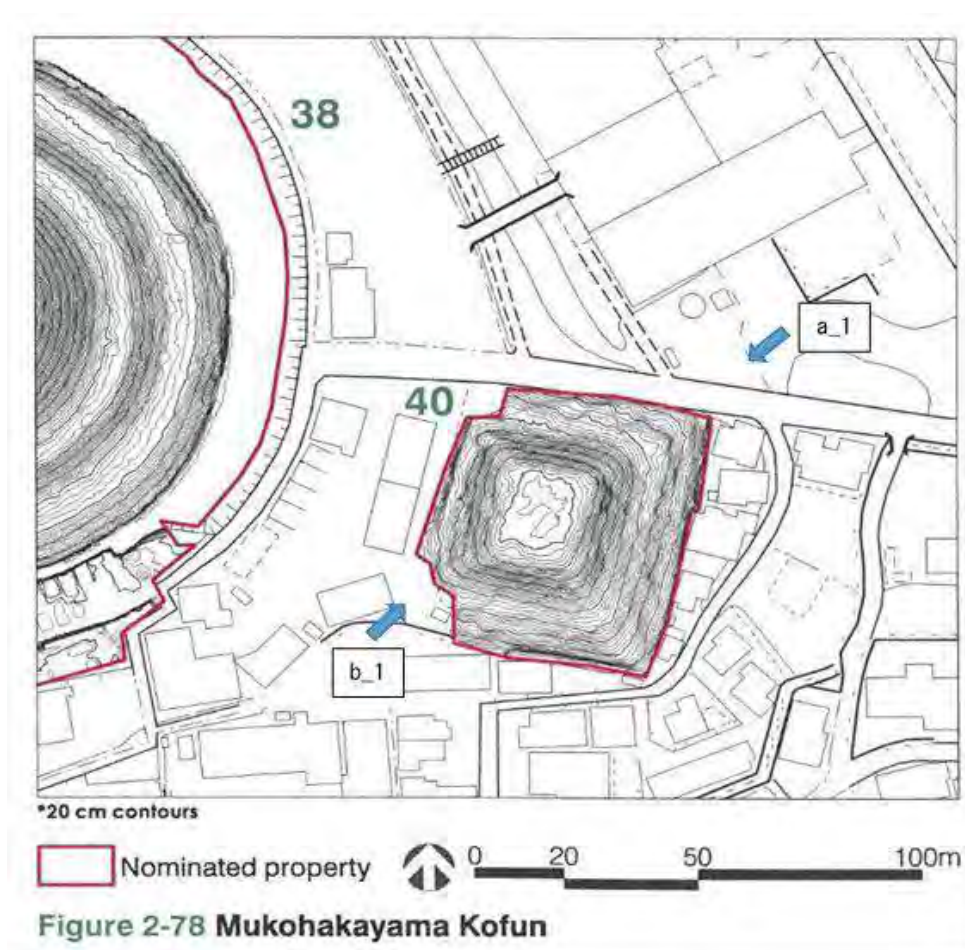 38
a_1
40
b_1
*20 cm contours
Nominated property
0 20 50 100m
Figure 2-78 Mukohakayama Kofun